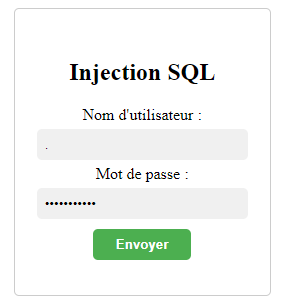 Injection SQL
Nom d'utilisateur :
.
Mot de passe :
•••••••••••
Envoyer